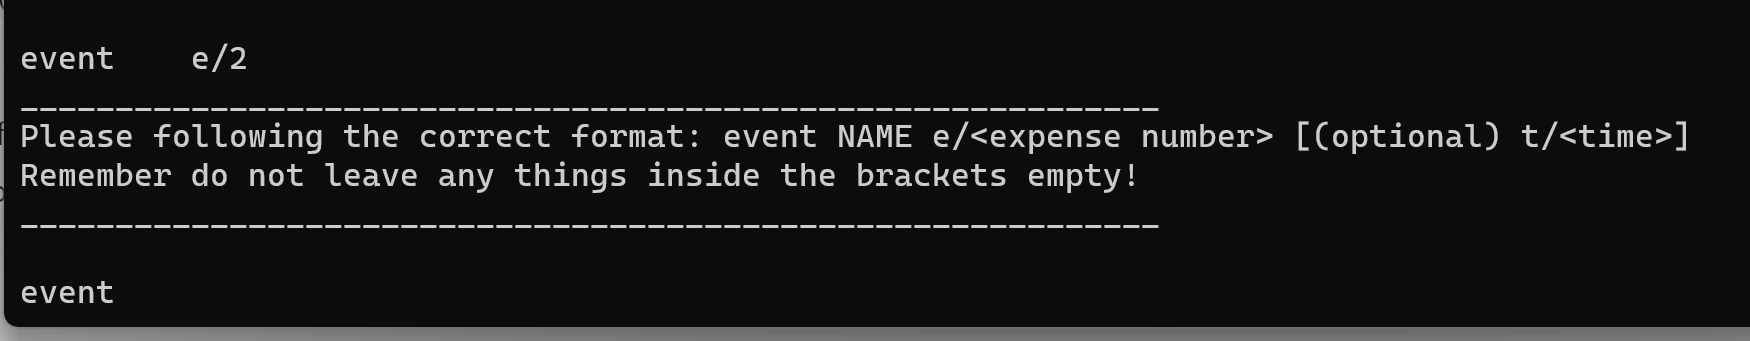 event    e/2
____________________________________________________________
Please following the correct format: event NAME e/<expense number> [(optional) t/<time>]
Remember do not leave any things inside the brackets empty!
____________________________________________________________
event